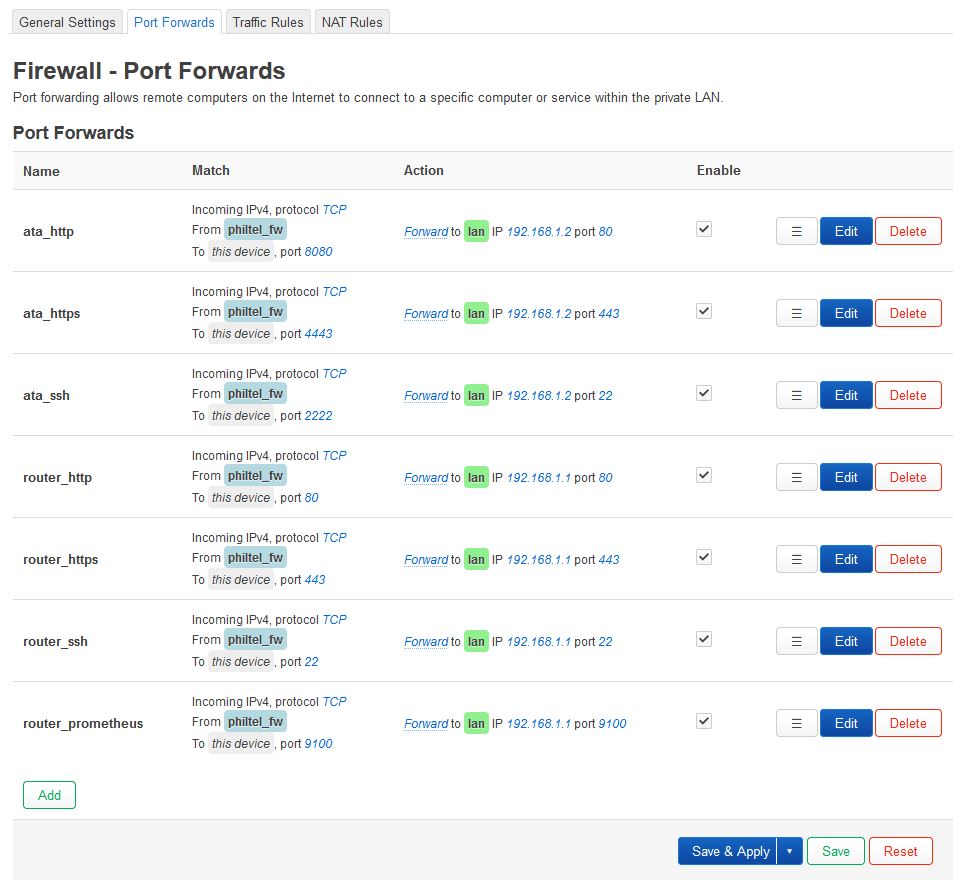 General Settings Port Forwards Traffic Rules NAT Rules
Firewall - Port Forwards
Port forwarding allows remote computers on the Internet to connect to a specific computer or service within the private LAN.
Port Forwards
Name Match Action Enable
Incoming IPv4, protocol TCP
From philtel_fw
To this device, port 8080
ata_http Forward to lan IP 192.168.1.2 port 80 ☰ Edit Delete
Incoming IPv4, protocol TCP
From philtel_fw
To this device, port 4443
ata_https Forward to lan IP 192.168.1.2 port 443 ☰ Edit Delete
Incoming IPv4, protocol TCP
From philtel_fw
To this device, port 2222
ata_ssh Forward to lan IP 192.168.1.2 port 22 ☰ Edit Delete
Incoming IPv4, protocol TCP
From philtel_fw
To this device, port 80
router_http Forward to lan IP 192.168.1.1 port 80 ☰ Edit Delete
Incoming IPv4, protocol TCP
From philtel_fw
To this device, port 443
router_https Forward to lan IP 192.168.1.1 port 443 ☰ Edit Delete
Incoming IPv4, protocol TCP
From philtel_fw
To this device, port 22
router_ssh Forward to lan IP 192.168.1.1 port 22 ☰ Edit Delete
Incoming IPv4, protocol TCP
From philtel_fw
To this device, port 9100
router_prometheus Forward to lan IP 192.168.1.1 port 9100 ☰ Edit Delete
Add
Save & Apply Save Reset